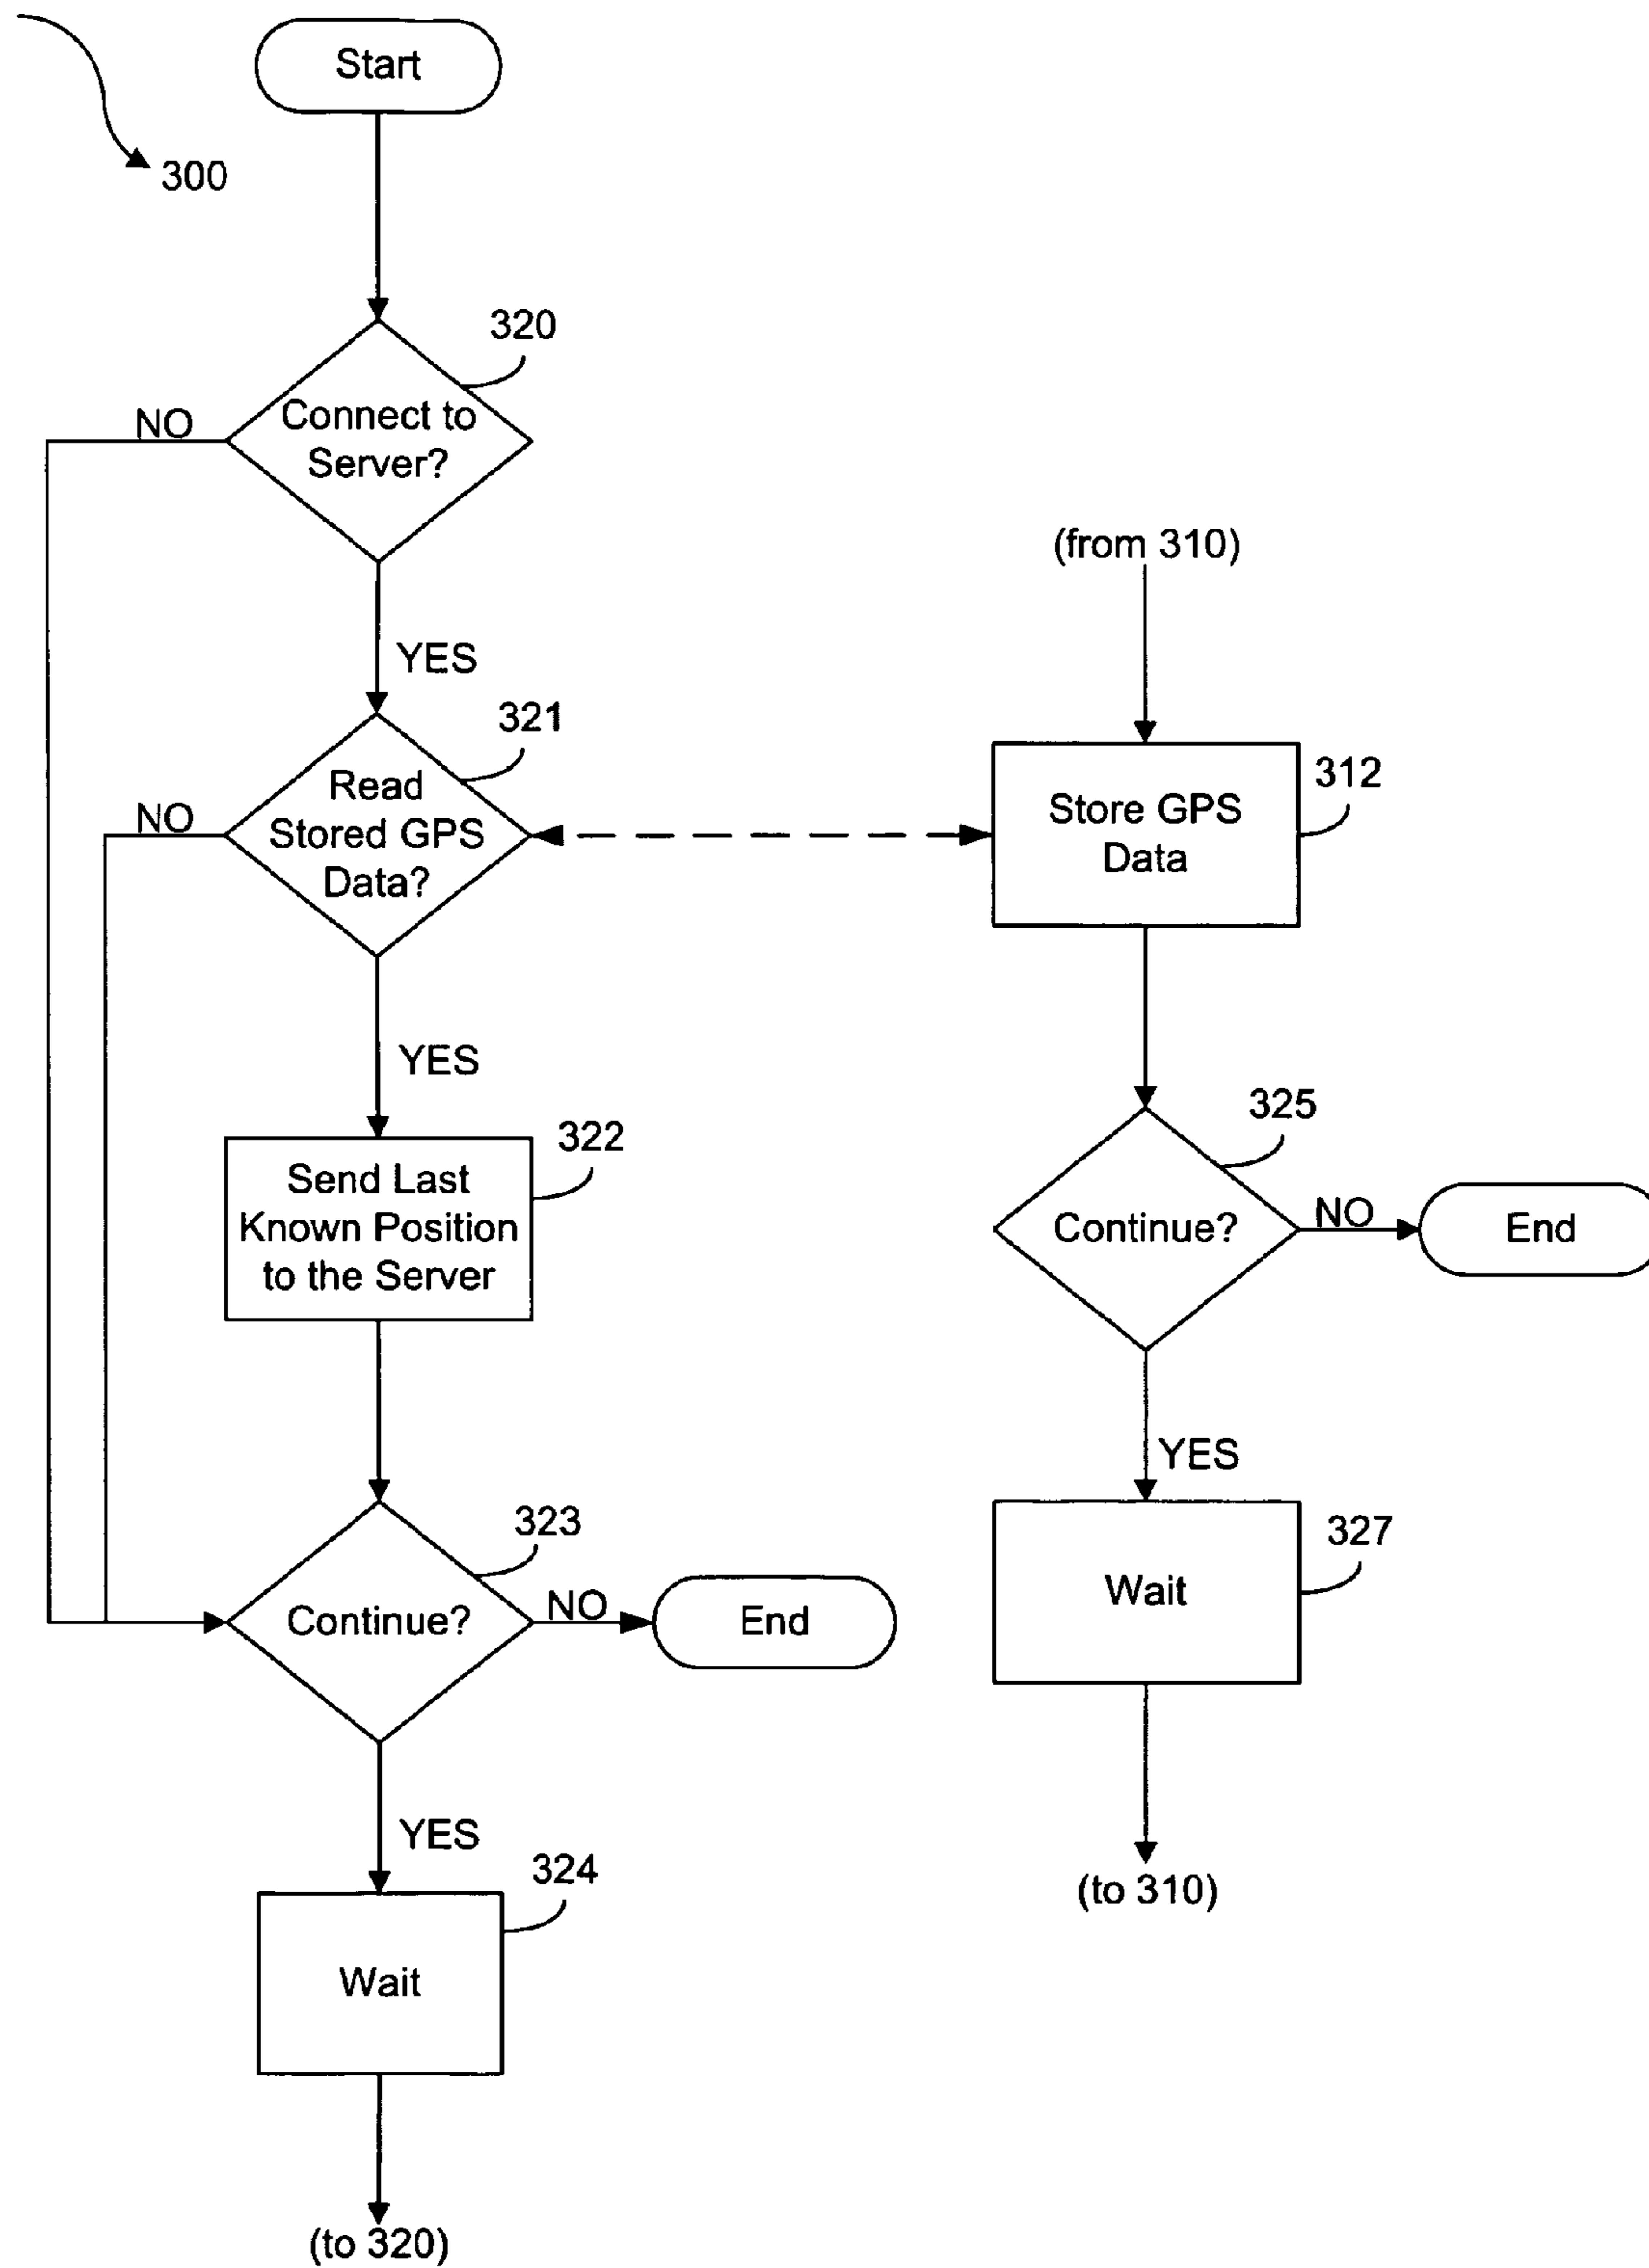 Start
300
320
Connect to
Server?
NO
YES
321
Read
Stored GPS
Data?
NO
YES
322
Send Last
Known Position
to the Server
323
Continue?
NO
End
YES
324
Wait
(to 320)
(from 310)
312
Store GPS
Data
325
Continue?
NO
End
YES
327
Wait
(to 310)